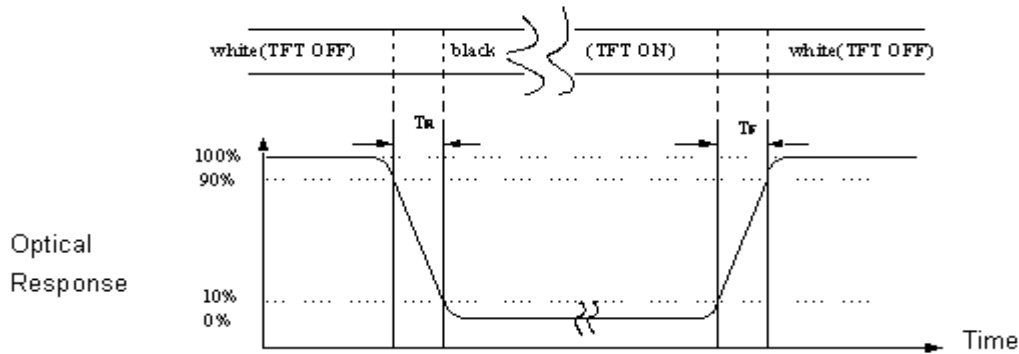 white(TFT OFF) black (TFT ON) white(TFT OFF)
TR TF
100%
90%
Optical
Response
10%
0%
Time